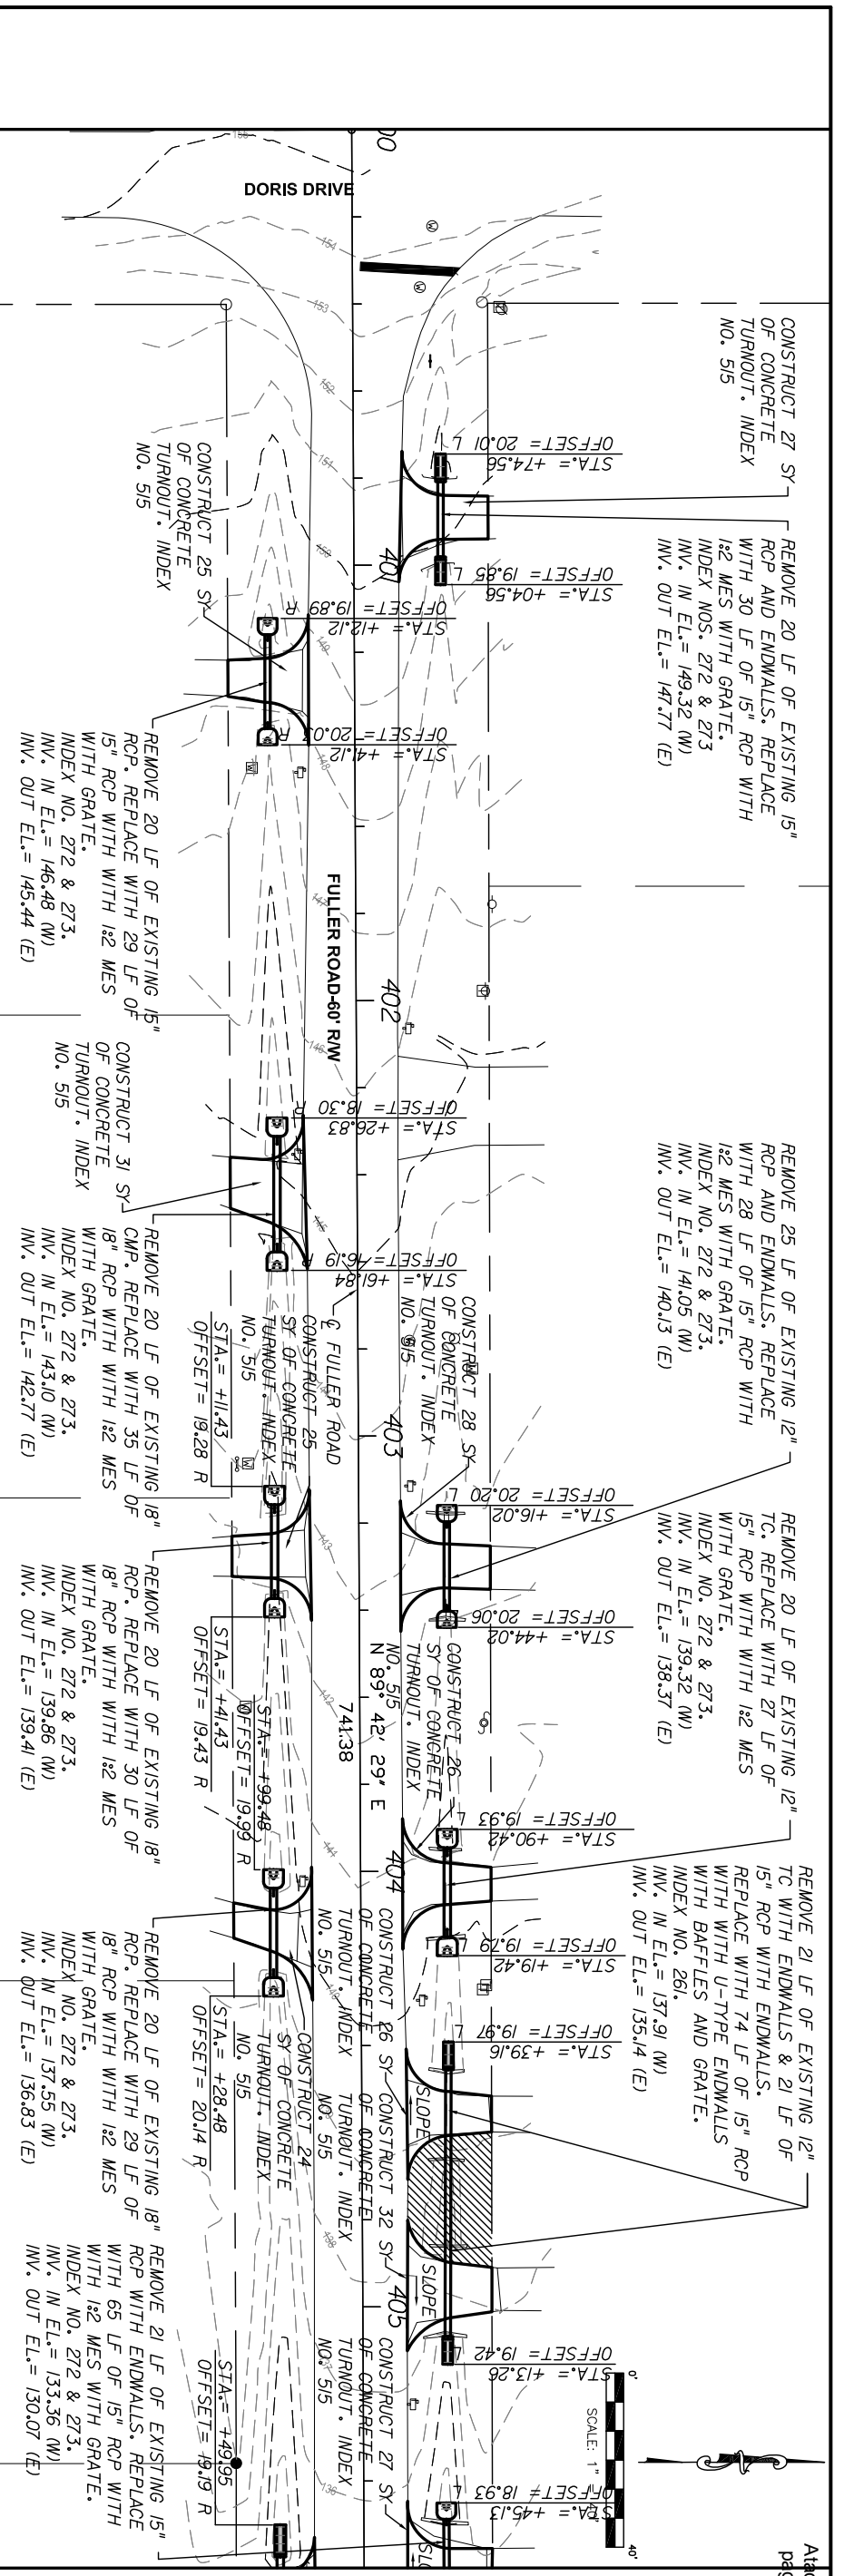 DORIS DRIVE
CONSTRUCT 27 SY
OF CONCRETE
TURNOUT. INDEX
NO. 515
REMOVE 20 LF OF EXISTING 15"
RCP AND ENDWALLS. REPLACE
WITH 30 LF OF 15" RCP WITH
1:2 MES WITH GRATE.
INDEX NOS. 272 & 273
INV. IN EL.= 149.32 (W)
INV. OUT EL.= 147.77 (E)
REMOVE 25 LF OF EXISTING 12"
RCP AND ENDWALLS. REPLACE
WITH 28 LF OF 15" RCP WITH
1:2 MES WITH GRATE.
INDEX NO. 272 & 273.
INV. IN EL.= 141.05 (W)
INV. OUT EL.= 140.13 (E)
REMOVE 20 LF OF EXISTING 12"
TC. REPLACE WITH 27 LF OF
15" RCP WITH WITH 1:2 MES
WITH GRATE.
INDEX NO. 272 & 273.
INV. IN EL.= 139.32 (W)
INV. OUT EL.= 138.37 (E)
REMOVE 21 LF OF EXISTING 12"
TC WITH ENDWALLS & 21 LF OF
15" RCP WITH ENDWALLS.
REPLACE WITH 74 LF OF 15" RCP
WITH WITH U-TYPE ENDWALLS
WITH BAFFLES AND GRATE.
INDEX NO. 261.
INV. IN EL.= 137.91 (W)
INV. OUT EL.= 135.14 (E)
STA.= +74.56
OFFSET= 20.01 L
STA.= +04.56
OFFSET= 19.85 L
STA.= +16.02
OFFSET= 20.20 L
STA.= +44.02
OFFSET= 20.06 L
STA.= +90.42
OFFSET= 19.93 L
STA.= +19.42
OFFSET= 19.79 L
STA.= +39.16
OFFSET= 19.97 L
STA.= +13.26
OFFSET= 19.42 L
STA.= +45.13
OFFSET= 18.93 L
0'
40'
SCALE: 1" =
CONSTRUCT 28 SY
OF CONCRETE
TURNOUT. INDEX
NO. 515
CONSTRUCT 26
SY OF CONCRETE
TURNOUT. INDEX
NO. 515
CONSTRUCT 26 SY
OF CONCRETE
TURNOUT. INDEX
NO. 515
CONSTRUCT 32 SY
OF CONCRETE
TURNOUT. INDEX
NO. 515
CONSTRUCT 27 SY
OF CONCRETE
TURNOUT. INDEX
NO. 515
SLOPE
SLOPE
00
401
402
403
404
405
FULLER ROAD-60' R/W
℄ FULLER ROAD
N 89° 42' 29" E
741.38
STA.= +12.12
OFFSET= 19.89 R
STA.= +41.12
OFFSET= 20.03 R
STA.= +26.83
OFFSET= 18.30 R
STA.= +61.84
STA.= +11.43
OFFSET= 19.28 R
STA.= +41.43
OFFSET= 19.43 R
STA.= +99.48
OFFSET= 19.99 R
STA.= +28.48
OFFSET= 20.14 R
STA.= +49.95
OFFSET= 19.19 R
CONSTRUCT 25 SY
OF CONCRETE
TURNOUT. INDEX
NO. 515
CONSTRUCT 31 SY
OF CONCRETE
TURNOUT. INDEX
NO. 515
CONSTRUCT 25
SY OF CONCRETE
TURNOUT. INDEX
NO. 515
CONSTRUCT 24
SY OF CONCRETE
TURNOUT. INDEX
NO. 515
REMOVE 20 LF OF EXISTING 15"
RCP. REPLACE WITH 29 LF OF
15" RCP WITH WITH 1:2 MES
WITH GRATE.
INDEX NO. 272 & 273.
INV. IN EL.= 146.48 (W)
INV. OUT EL.= 145.44 (E)
REMOVE 20 LF OF EXISTING 18"
CMP. REPLACE WITH 35 LF OF
18" RCP WITH WITH 1:2 MES
WITH GRATE.
INDEX NO. 272 & 273.
INV. IN EL.= 143.10 (W)
INV. OUT EL.= 142.77 (E)
REMOVE 20 LF OF EXISTING 18"
RCP. REPLACE WITH 30 LF OF
18" RCP WITH WITH 1:2 MES
WITH GRATE.
INDEX NO. 272 & 273.
INV. IN EL.= 139.86 (W)
INV. OUT EL.= 139.41 (E)
REMOVE 20 LF OF EXISTING 18"
RCP. REPLACE WITH 29 LF OF
18" RCP WITH WITH 1:2 MES
WITH GRATE.
INDEX NO. 272 & 273.
INV. IN EL.= 137.55 (W)
INV. OUT EL.= 136.83 (E)
REMOVE 21 LF OF EXISTING 15"
RCP WITH ENDWALLS. REPLACE
WITH 65 LF OF 15" RCP WITH
WITH 1:2 MES WITH GRATE.
INDEX NO. 272 & 273.
INV. IN EL.= 133.36 (W)
INV. OUT EL.= 130.07 (E)
154
153
152
151
150
149
148
147
146
143
142
141
138
136